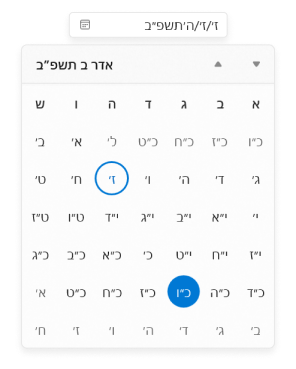 ז׳/ז׳/ה׳תשפ״ב
אדר ב תשפ״ב
א ב ג ד ה ו ש
כ״ו כ״ז כ״ח כ״ט ל׳ א׳ ב׳
ג׳ ד׳ ה׳ ו׳ ז׳ ח׳ ט׳
י׳ י״א י״ב י״ג י״ד ט״ו ט״ז
י״ז י״ח י״ט כ׳ כ״א כ״ב כ״ג
כ״ד כ״ה כ״ו כ״ז כ״ח כ״ט א׳
ב׳ ג׳ ד׳ ה׳ ו׳ ז׳ ח׳